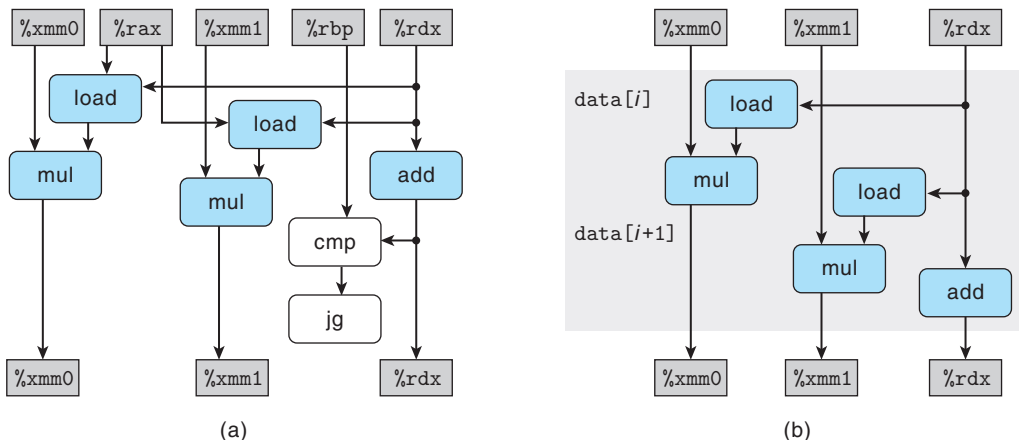 %xmm0 %rax %xmm1 %rbp %rdx
load
load
mul
add
mul
cmp
jg
%xmm0 %xmm1 %rdx
(a)
%xmm0 %xmm1 %rdx
data[i]
load
mul
load
data[i+1]
mul
add
%xmm0 %xmm1 %rdx
(b)